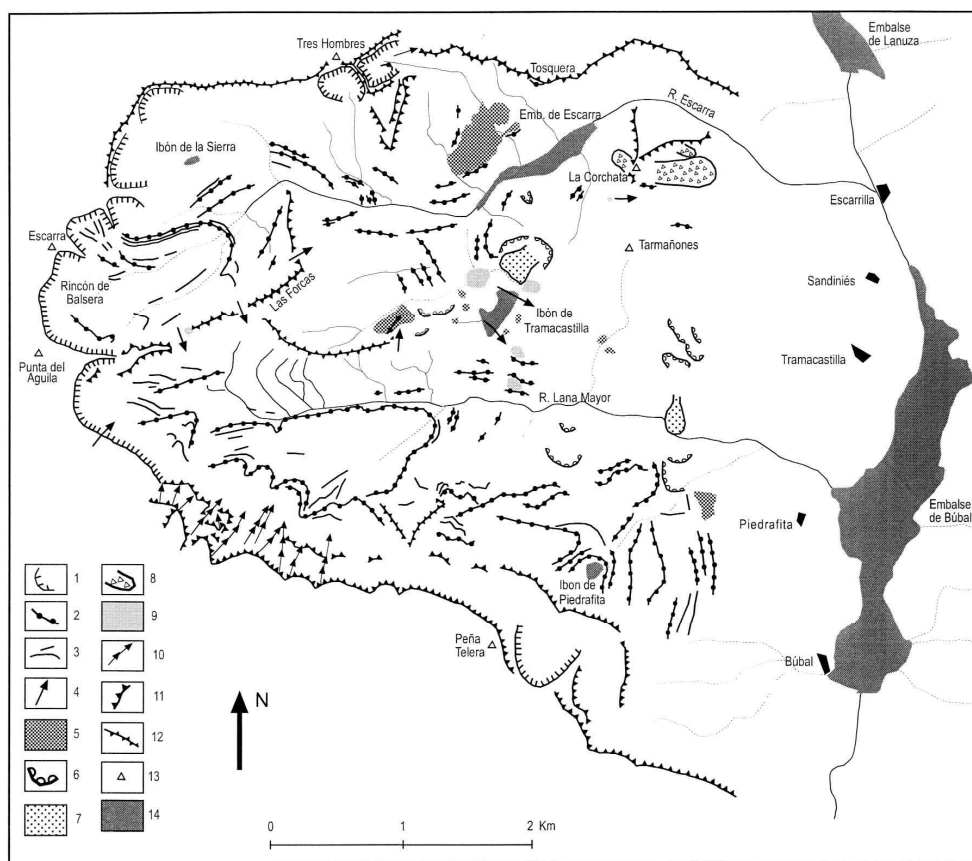 Embalse
de Lanuza
Tres Hombres
Tosquera
R. Escarra
Emb. de Escarra
Ibón de la Sierra
La Corchata
Escarrilla
Escarra
Tarmañones
Rincón de
Balsera
Las Forcas
Sandiniés
Ibón de
Tramacastilla
Tramacastilla
Punta del
Aguila
R. Lana Mayor
Embalse
de Búbal
Piedrafita
Ibon de
Piedrafita
Peña
Telera
Búbal
N
1
2
3
4
5
6
7
8
9
10
11
12
13
14
0 1 2 Km